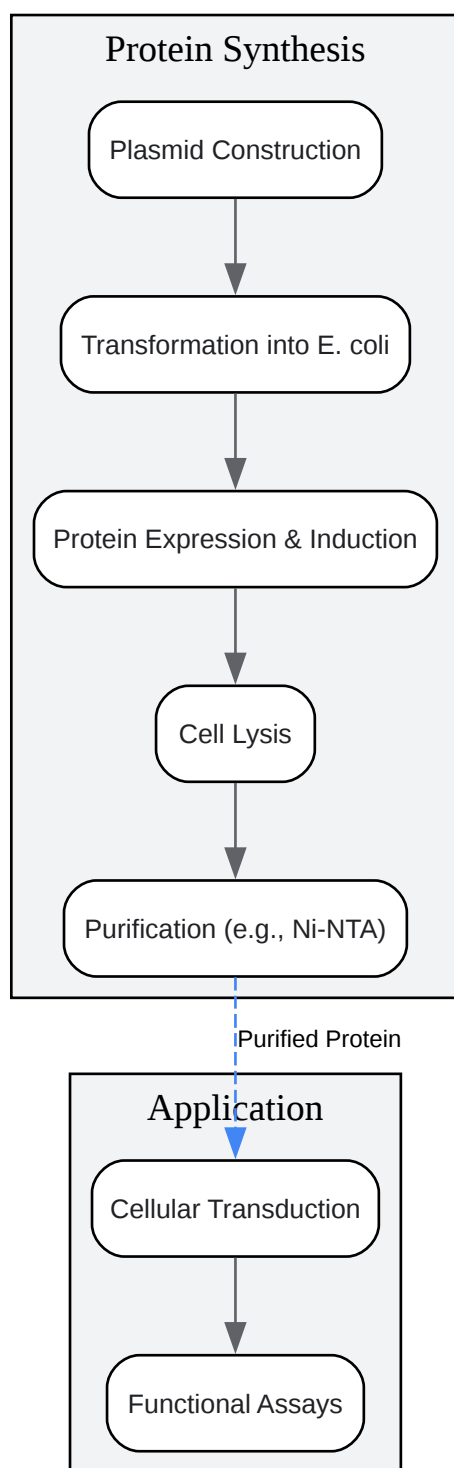 Protein Synthesis
Plasmid Construction
Transformation into E. coli
Protein Expression & Induction
Cell Lysis
Purification (e.g., Ni-NTA)
Purified Protein
Application
Cellular Transduction
Functional Assays